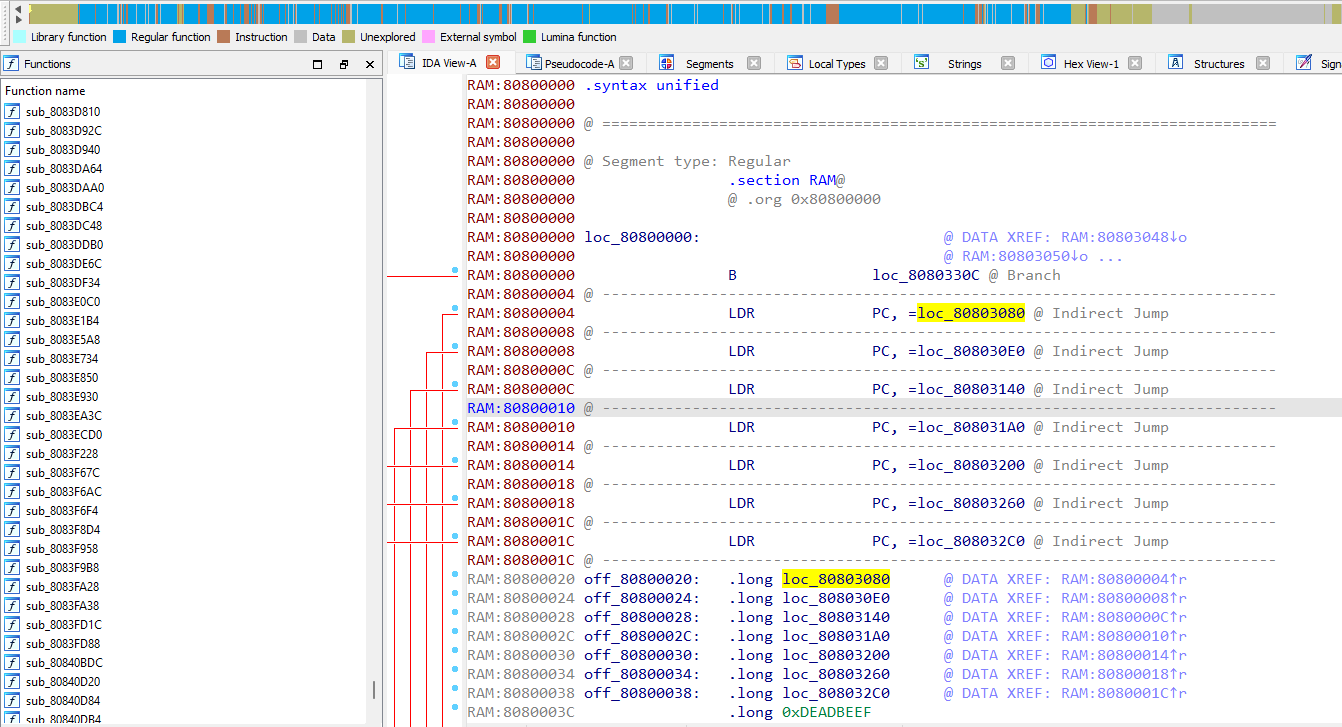 Library function Regular function Instruction Data Unexplored External symbol Lumina function
Functions
IDA View-A Pseudocode-A Segments Local Types Strings Hex View-1 Structures Sign
Function name
sub_8083D810
sub_8083D92C
sub_8083D940
sub_8083DA64
sub_8083DAA0
sub_8083DBC4
sub_8083DC48
sub_8083DDB0
sub_8083DE6C
sub_8083DF34
sub_8083E0C0
sub_8083E1B4
sub_8083E5A8
sub_8083E734
sub_8083E850
sub_8083E930
sub_8083EA3C
sub_8083ECD0
sub_8083F228
sub_8083F67C
sub_8083F6AC
sub_8083F6F4
sub_8083F8D4
sub_8083F958
sub_8083F9B8
sub_8083FA28
sub_8083FA38
sub_8083FD1C
sub_8083FD88
sub_80840BDC
sub_80840D20
sub_80840D84
sub_80840DB4
RAM:80800000 .syntax unified
RAM:80800000
RAM:80800000 @ ===========================================================================
RAM:80800000
RAM:80800000 @ Segment type: Regular
RAM:80800000 .section RAM@
RAM:80800000 @ .org 0x80800000
RAM:80800000
RAM:80800000 loc_80800000: @ DATA XREF: RAM:80803048↓o
RAM:80800000 @ RAM:80803050↓o ...
RAM:80800000 B loc_8080330C @ Branch
RAM:80800004 @ ---------------------------------------------------------------------------
RAM:80800004 LDR PC, =loc_80803080 @ Indirect Jump
RAM:80800008 @ ---------------------------------------------------------------------------
RAM:80800008 LDR PC, =loc_808030E0 @ Indirect Jump
RAM:8080000C @ ---------------------------------------------------------------------------
RAM:8080000C LDR PC, =loc_80803140 @ Indirect Jump
RAM:80800010 @ ---------------------------------------------------------------------------
RAM:80800010 LDR PC, =loc_808031A0 @ Indirect Jump
RAM:80800014 @ ---------------------------------------------------------------------------
RAM:80800014 LDR PC, =loc_80803200 @ Indirect Jump
RAM:80800018 @ ---------------------------------------------------------------------------
RAM:80800018 LDR PC, =loc_80803260 @ Indirect Jump
RAM:8080001C @ ---------------------------------------------------------------------------
RAM:8080001C LDR PC, =loc_808032C0 @ Indirect Jump
RAM:8080001C @ ---------------------------------------------------------------------------
RAM:80800020 off_80800020: .long loc_80803080 @ DATA XREF: RAM:80800004↑r
RAM:80800024 off_80800024: .long loc_808030E0 @ DATA XREF: RAM:80800008↑r
RAM:80800028 off_80800028: .long loc_80803140 @ DATA XREF: RAM:8080000C↑r
RAM:8080002C off_8080002C: .long loc_808031A0 @ DATA XREF: RAM:80800010↑r
RAM:80800030 off_80800030: .long loc_80803200 @ DATA XREF: RAM:80800014↑r
RAM:80800034 off_80800034: .long loc_80803260 @ DATA XREF: RAM:80800018↑r
RAM:80800038 off_80800038: .long loc_808032C0 @ DATA XREF: RAM:8080001C↑r
RAM:8080003C .long 0xDEADBEEF